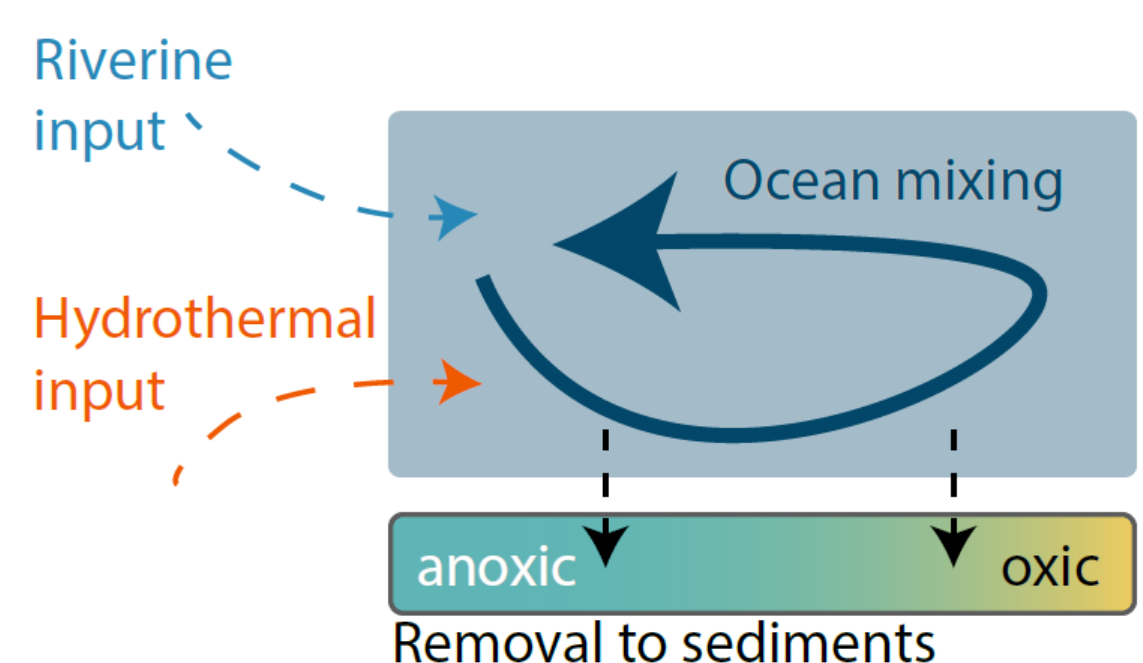 Riverine
input
Ocean mixing
Hydrothermal
input
anoxic
oxic
Removal to sediments